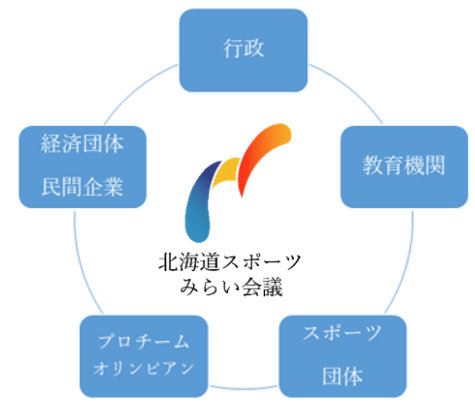 行政
経済団体
民間企業
教育機関
北海道スポーツ
みらい会議
プロチーム
オリンピアン
スポーツ
団体